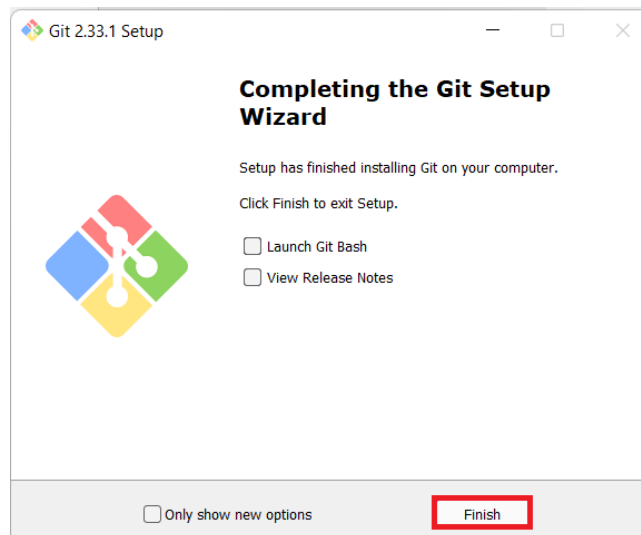 Git 2.33.1 Setup
Completing the Git Setup
Wizard
Setup has finished installing Git on your computer.
Click Finish to exit Setup.
Launch Git Bash
View Release Notes
Only show new options
Finish